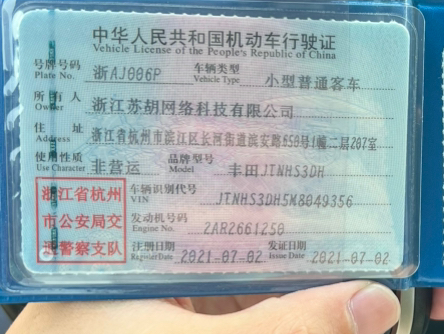 中华人民共和国机动车行驶证
Vehicle License of the People's Republic of China
号牌号码 浙AJ006P 车辆类型 小型普通客车
Plate No. Vehicle Type
所有人 浙江苏胡网络科技有限公司
Owner
住址 浙江省杭州市滨江区长河街道滨安路650号1幢二层207室
Address
使用性质 非营运 品牌型号 丰田JTNHS3DH
Use Character Model
浙江省杭州
市公安局交
通警察支队
车辆识别代号 JTNHS3DH5M8049356
VIN
发动机号码 2AR2661250
Engine No.
注册日期 2021-07-02 发证日期 2021-07-02
Register Date Issue Date